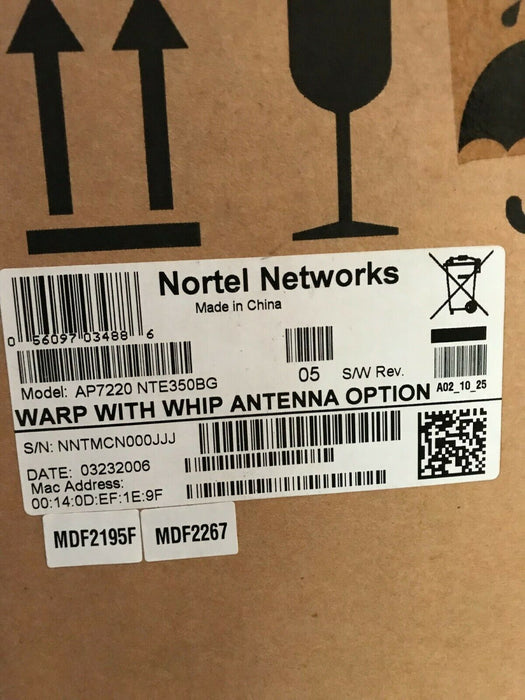 Nortel Networks
Made in China
0 56097 03488 6
05 S/W Rev.
A02_10_25
Model: AP7220 NTE350BG
WARP WITH WHIP ANTENNA OPTION
S/N: NNTMCN000JJJ
DATE: 03232006
Mac Address:
00:14:0D:EF:1E:9F
MDF2195F MDF2267